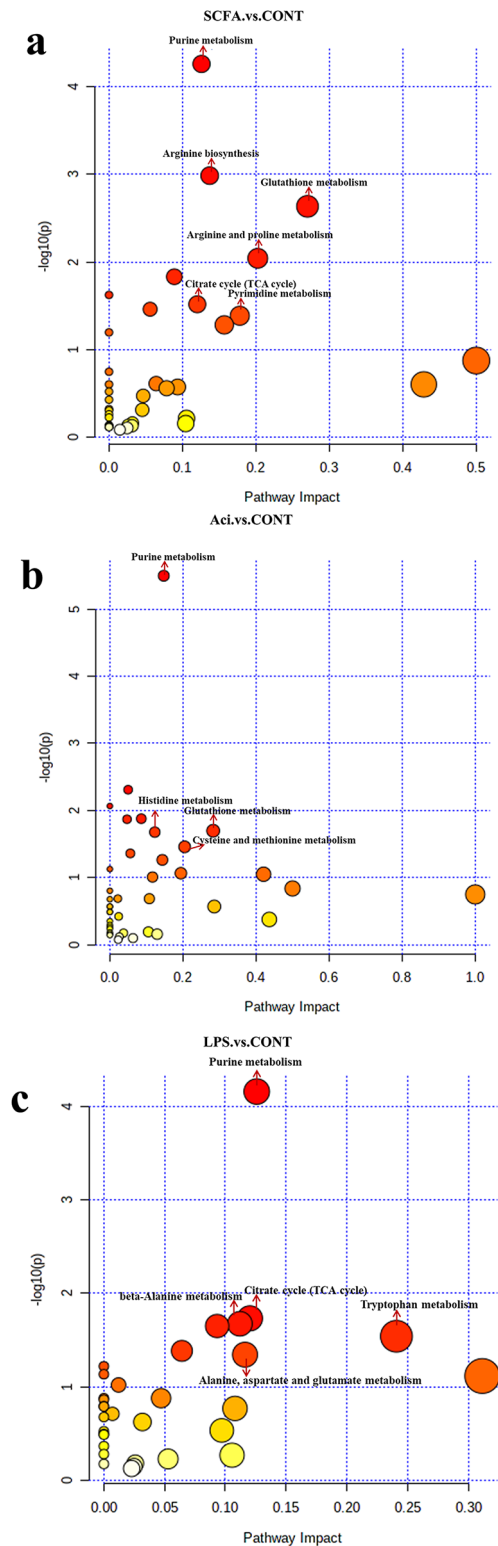 SCFA.vs.CONT
a
Purine metabolism
Arginine biosynthesis
Glutathione metabolism
Arginine and proline metabolism
Citrate cycle (TCA cycle)
Pyrimidine metabolism
-log10(p)
4
3
2
1
0
0.0 0.1 0.2 0.3 0.4 0.5
Pathway Impact
Aci.vs.CONT
b
Purine metabolism
Histidine metabolism
Glutathione metabolism
Cysteine and methionine metabolism
-log10(p)
5
4
3
2
1
0
0.0 0.2 0.4 0.6 0.8 1.0
Pathway Impact
LPS.vs.CONT
c
Purine metabolism
Citrate cycle (TCA cycle)
beta-Alanine metabolism
Tryptophan metabolism
Alanine, aspartate and glutamate metabolism
-log10(p)
4
3
2
1
0
0.00 0.05 0.10 0.15 0.20 0.25 0.30
Pathway Impact